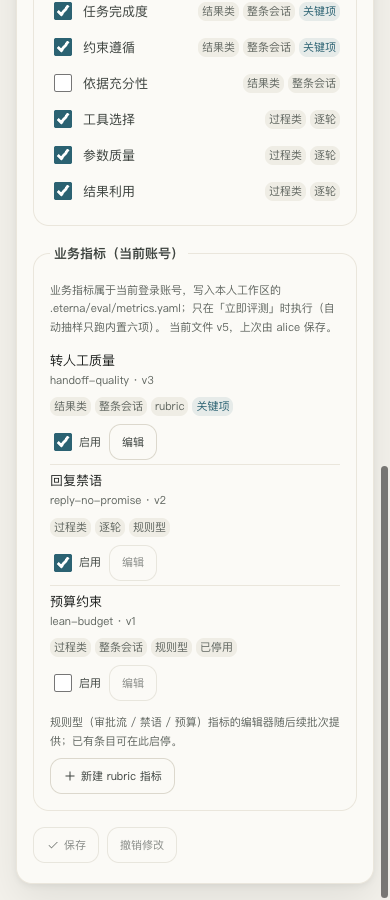 任务完成度 结果类 整条会话 关键项
约束遵循 结果类 整条会话 关键项
依据充分性 结果类 整条会话
工具选择 过程类 逐轮
参数质量 过程类 逐轮
结果利用 过程类 逐轮
业务指标（当前账号）
业务指标属于当前登录账号，写入本人工作区的
.eterna/eval/metrics.yaml；只在「立即评测」时执行（自
动抽样只跑内置六项）。 当前文件 v5，上次由 alice 保存。
转人工质量
handoff-quality · v3
结果类 整条会话 rubric 关键项
启用 编辑
回复禁语
reply-no-promise · v2
过程类 逐轮 规则型
启用 编辑
预算约束
lean-budget · v1
过程类 整条会话 规则型 已停用
启用 编辑
规则型（审批流 / 禁语 / 预算）指标的编辑器随后续批次提
供；已有条目可在此启停。
＋ 新建 rubric 指标
✓ 保存 撤销修改